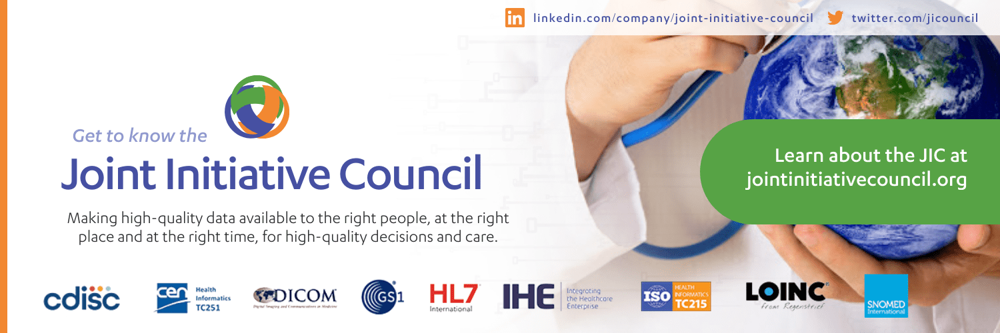 linkedin.com/company/joint-initiative-council
twitter.com/jicouncil
Get to know the
Joint Initiative Council
Making high-quality data available to the right people, at the right
place and at the right time, for high-quality decisions and care.
Learn about the JIC at
jointinitiativecouncil.org
cdisc
cen
Health
Informatics
TC251
DICOM
Digital Imaging and Communications in Medicine
GS1
HL7
International
IHE
Integrating
the Healthcare
Enterprise
ISO
HEALTH
INFORMATICS
TC215
LOINC
from Regenstrief
SNOMED
International